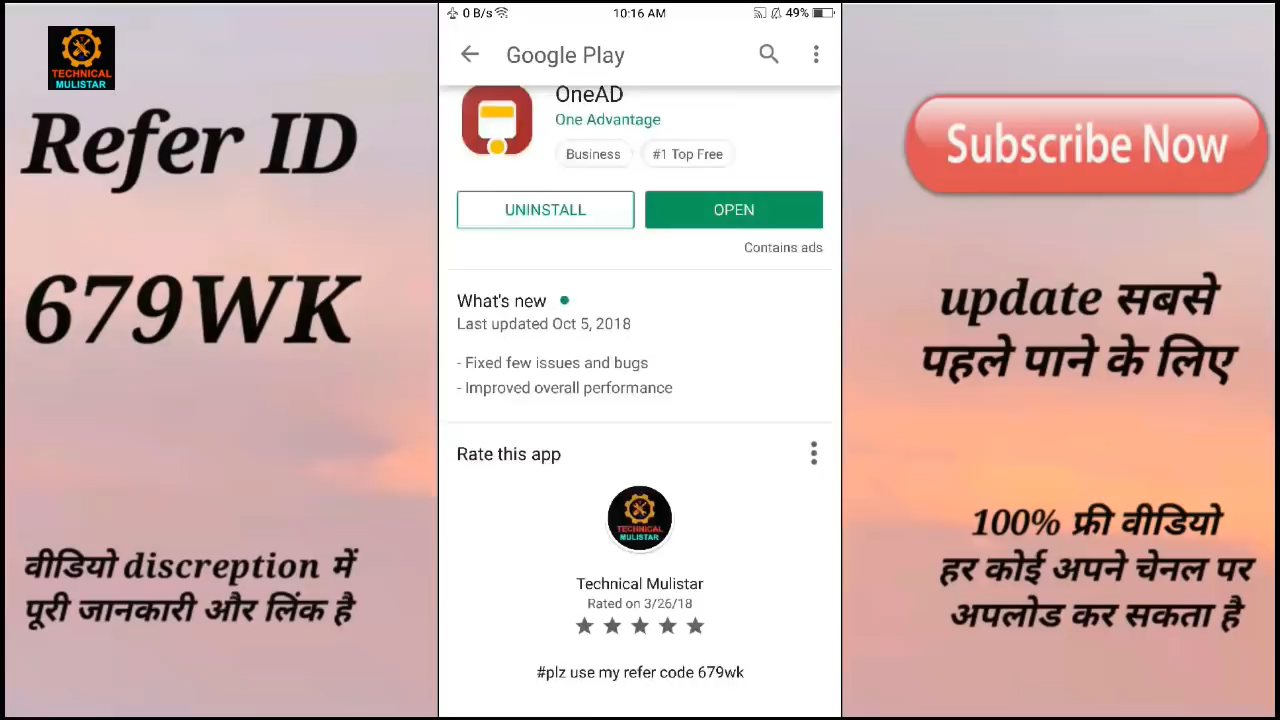 TECHNICAL
MULISTAR
Refer ID
679WK
वीडियो discreption में
पूरी जानकारी और लिंक है
0 B/s
10:16 AM
49%
Google Play
OneAD
One Advantage
Business
#1 Top Free
UNINSTALL
OPEN
Contains ads
What's new
Last updated Oct 5, 2018
- Fixed few issues and bugs
- Improved overall performance
Rate this app
TECHNICAL
MULISTAR
Technical Mulistar
Rated on 3/26/18
#plz use my refer code 679wk
Subscribe Now
update सबसे
पहले पाने के लिए
100% फ्री वीडियो
हर कोई अपने चेनल पर
अपलोड कर सकता है